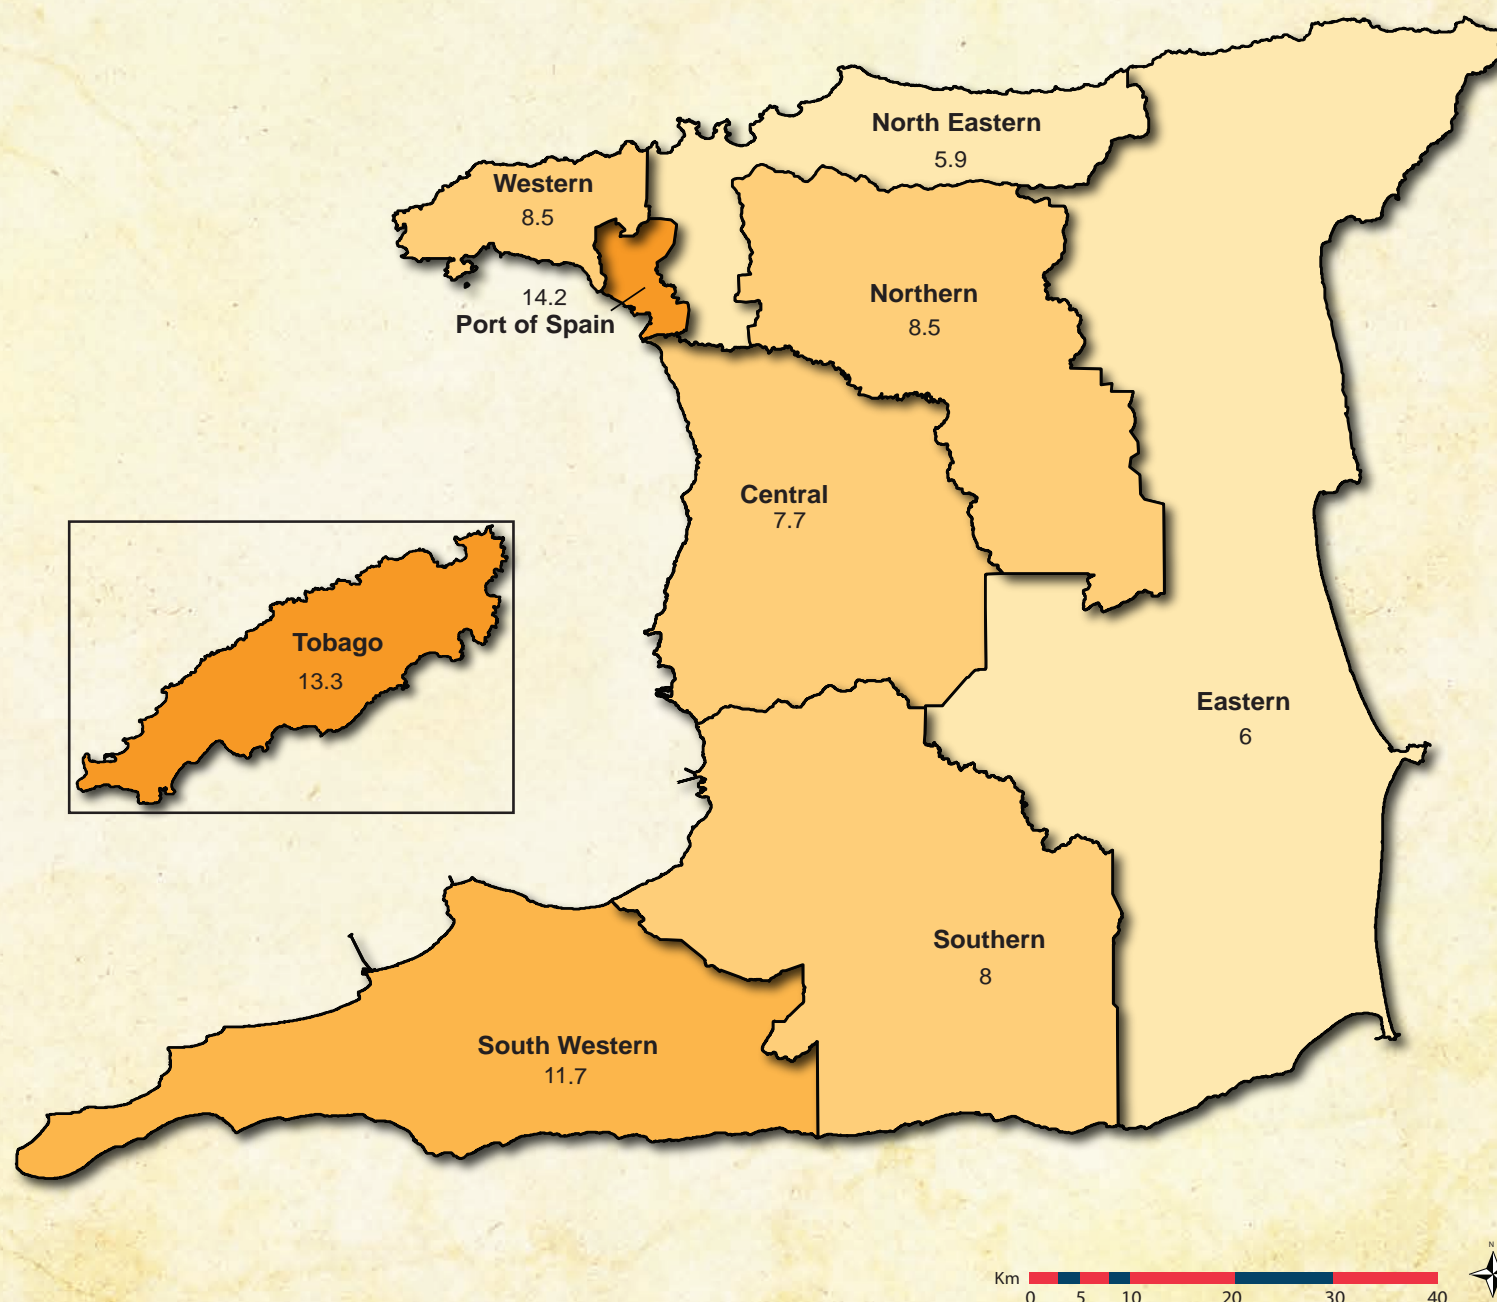 North Eastern
5.9
Western
8.5
Northern
8.5
14.2
Port of Spain
Central
7.7
Tobago
13.3
Eastern
6
Southern
8
South Western
11.7
N
Km
0 5 10 20 30 40